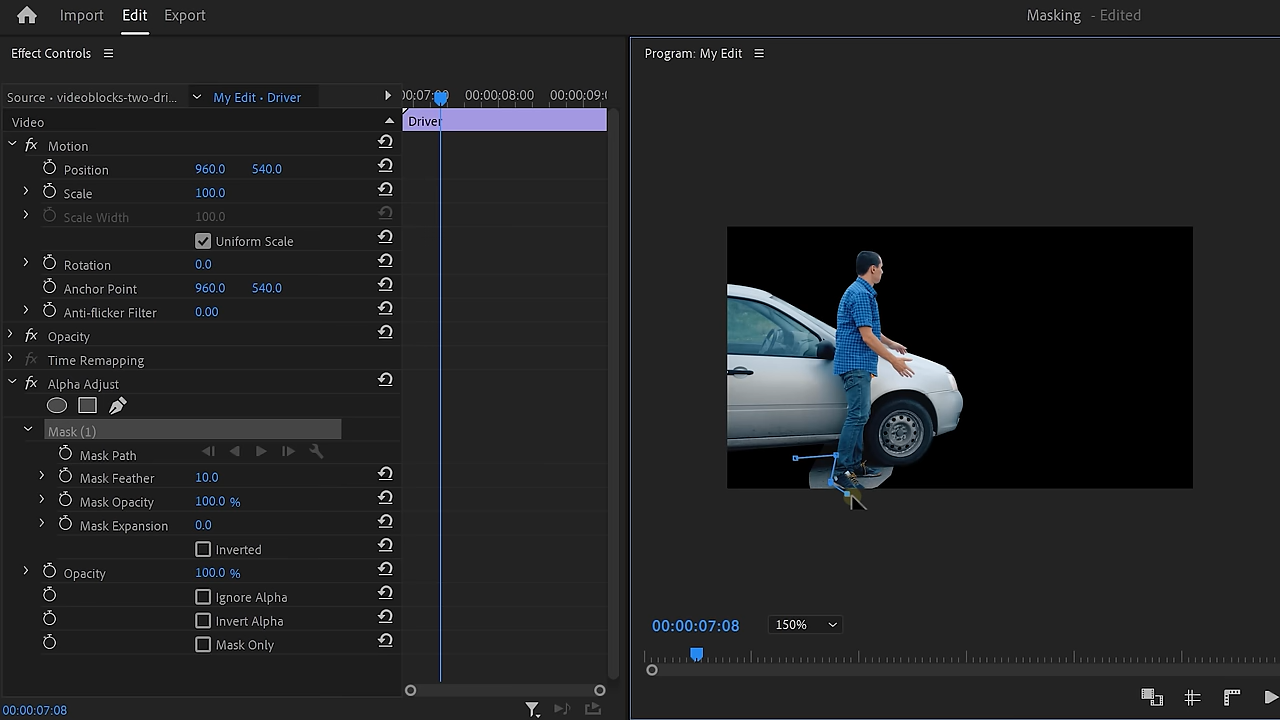 Import Edit Export
Masking - Edited
Effect Controls
Program: My Edit
Source • videoblocks-two-dri... My Edit • Driver
00:00:08:00
Video
Driver
Motion
Position 960.0 540.0
Scale 100.0
Scale Width 100.0
Uniform Scale
Rotation 0.0
Anchor Point 960.0 540.0
Anti-flicker Filter 0.00
fx Opacity
fx Time Remapping
fx Alpha Adjust
Mask (1)
Mask Path
Mask Feather 10.0
Mask Opacity 100.0 %
Mask Expansion 0.0
Inverted
Opacity 100.0 %
Ignore Alpha
Invert Alpha
Mask Only
00:00:07:08 150%
00:00:07:08